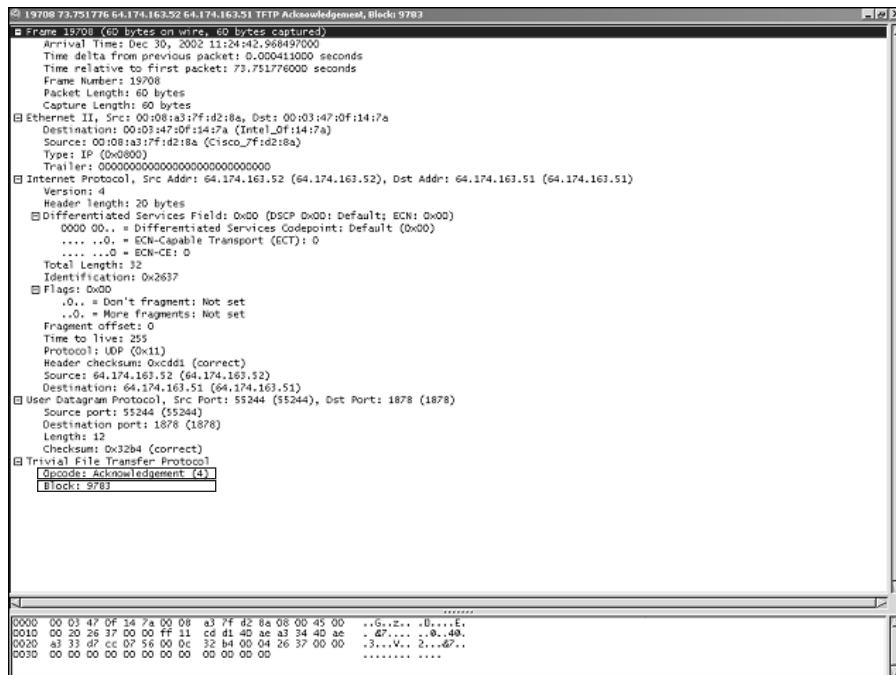 19708 73.751776 64.174.163.52 64.174.163.51 TFTP Acknowledgement, Block: 9783
Frame 19708 (60 bytes on wire, 60 bytes captured)
Arrival Time: Dec 30, 2002 11:24:42.968497000
Time delta from previous packet: 0.000411000 seconds
Time relative to first packet: 73.751776000 seconds
Frame Number: 19708
Packet Length: 60 bytes
Capture Length: 60 bytes
Ethernet II, Src: 00:08:a3:7f:d2:8a, Dst: 00:03:47:0f:14:7a
Destination: 00:03:47:0f:14:7a (Intel_0f:14:7a)
Source: 00:08:a3:7f:d2:8a (Cisco_7f:d2:8a)
Type: IP (0x0800)
Trailer: 0000000000000000000000000000
Internet Protocol, Src Addr: 64.174.163.52 (64.174.163.52), Dst Addr: 64.174.163.51 (64.174.163.51)
Version: 4
Header length: 20 bytes
Differentiated Services Field: 0x00 (DSCP 0x00: Default; ECN: 0x00)
0000 00.. = Differentiated Services Codepoint: Default (0x00)
.... ..0. = ECN-Capable Transport (ECT): 0
.... ...0 = ECN-CE: 0
Total Length: 32
Identification: 0x2637
Flags: 0x00
.0.. = Don't fragment: Not set
..0. = More fragments: Not set
Fragment offset: 0
Time to live: 255
Protocol: UDP (0x11)
Header checksum: 0xcdd1 (correct)
Source: 64.174.163.52 (64.174.163.52)
Destination: 64.174.163.51 (64.174.163.51)
User Datagram Protocol, Src Port: 55244 (55244), Dst Port: 1878 (1878)
Source port: 55244 (55244)
Destination port: 1878 (1878)
Length: 12
Checksum: 0x32b4 (correct)
Trivial File Transfer Protocol
Opcode: Acknowledgement (4)
Block: 9783
0000 00 03 47 0f 14 7a 00 08 a3 7f d2 8a 08 00 45 00 ..G..z.. .0....E.
0010 00 20 26 37 00 00 ff 11 cd d1 40 ae a3 34 40 ae . &7.... ..@..4@.
0020 a3 33 d7 cc 07 56 00 0c 32 b4 00 04 26 37 00 00 .3...V.. 2...&7..
0030 00 00 00 00 00 00 00 00 00 00 00 00 ........ ....